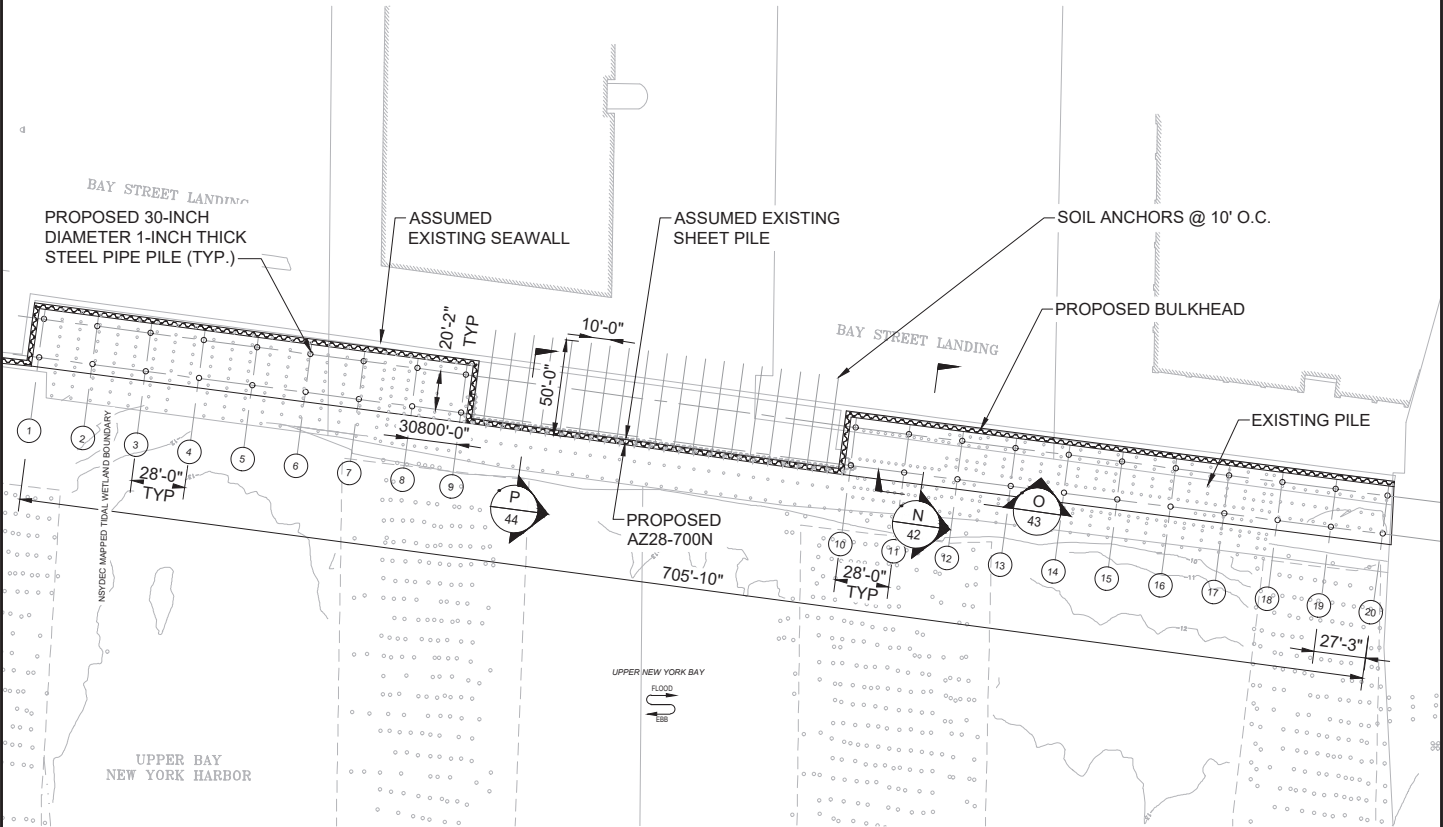 BAY STREET LANDING
PROPOSED 30-INCH
DIAMETER 1-INCH THICK
STEEL PIPE PILE (TYP.)
ASSUMED
EXISTING SEAWALL
ASSUMED EXISTING
SHEET PILE
SOIL ANCHORS @ 10' O.C.
PROPOSED BULKHEAD
BAY STREET LANDING
EXISTING PILE
20'-2"
TYP
10'-0"
50'-0"
30800'-0"
1
2
3
4
5
6
7
8
9
28'-0"
TYP
NSYDEC MAPPED TIDAL WETLAND BOUNDARY
P
44
PROPOSED
AZ28-700N
705'-10"
N
42
O
43
10
11
12
13
14
15
16
17
18
19
20
28'-0"
TYP
27'-3"
-10
-11
-12
UPPER NEW YORK BAY
FLOOD
EBB
UPPER BAY
NEW YORK HARBOR